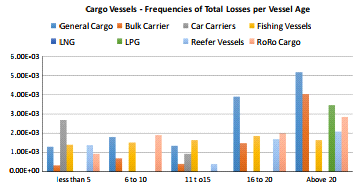 Cargo Vessels - Frequencies of Total Losses per Vessel Age
General Cargo Bulk Carrier Car Carriers Fishing Vessels
LNG LPG Reefer Vessels RoRo Cargo
6.00E-03
5.00E+03
4.00E+03
3.00E+03
2.00E+03
1.00E+03
0.00E+00
less than 5 6 to 10 11 t o15 16 to 20 Above 20